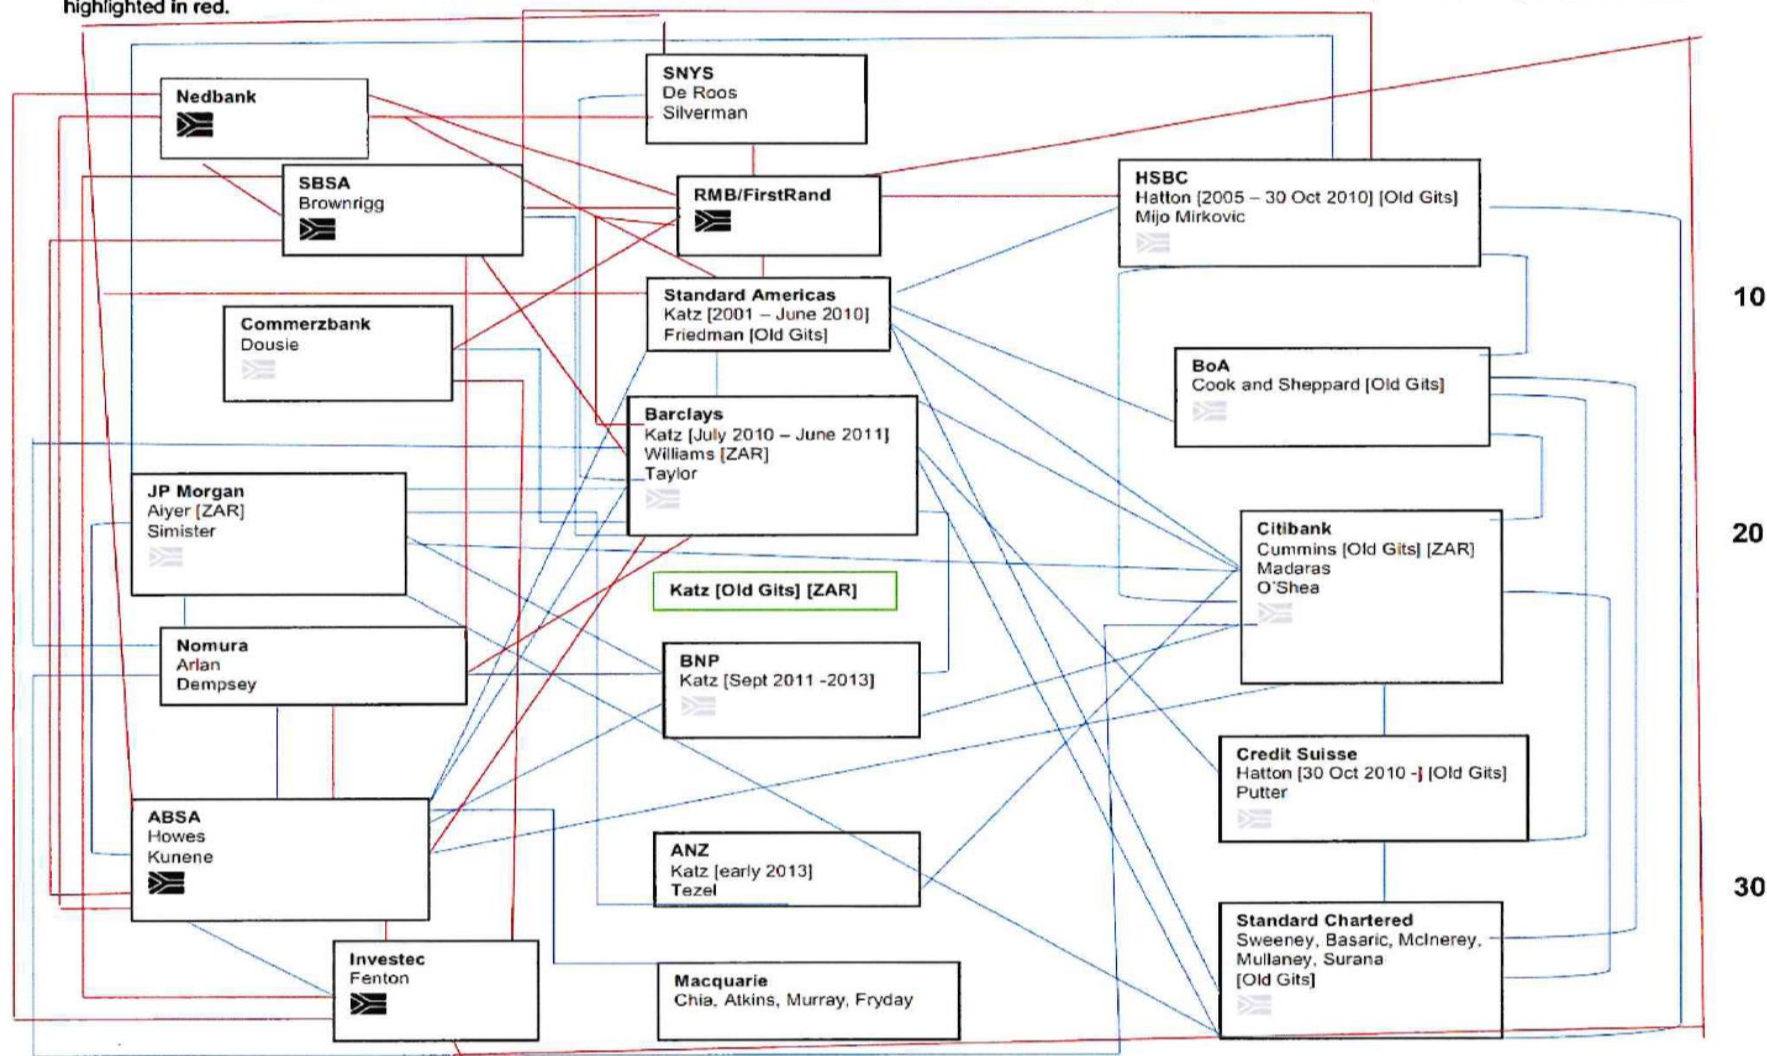 highlighted in red.
Nedbank
SNYS
De Roos
Silverman
SBSA
Brownrigg
RMB/FirstRand
HSBC
Hatton [2005 – 30 Oct 2010] [Old Gits]
Mijo Mirkovic
10
Standard Americas
Katz [2001 – June 2010]
Friedman [Old Gits]
Commerzbank
Dousie
BoA
Cook and Sheppard [Old Gits]
Barclays
Katz [July 2010 – June 2011]
Williams [ZAR]
Taylor
JP Morgan
Aiyer [ZAR]
Simister
20
Citibank
Cummins [Old Gits] [ZAR]
Madaras
O'Shea
Katz [Old Gits] [ZAR]
Nomura
Arlan
Dempsey
BNP
Katz [Sept 2011 -2013]
Credit Suisse
Hatton [30 Oct 2010 -] [Old Gits]
Putter
ABSA
Howes
Kunene
ANZ
Katz [early 2013]
Tezel
30
Standard Chartered
Sweeney, Basaric, McInerey,
Mullaney, Surana
[Old Gits]
Investec
Fenton
Macquarie
Chia, Atkins, Murray, Fryday